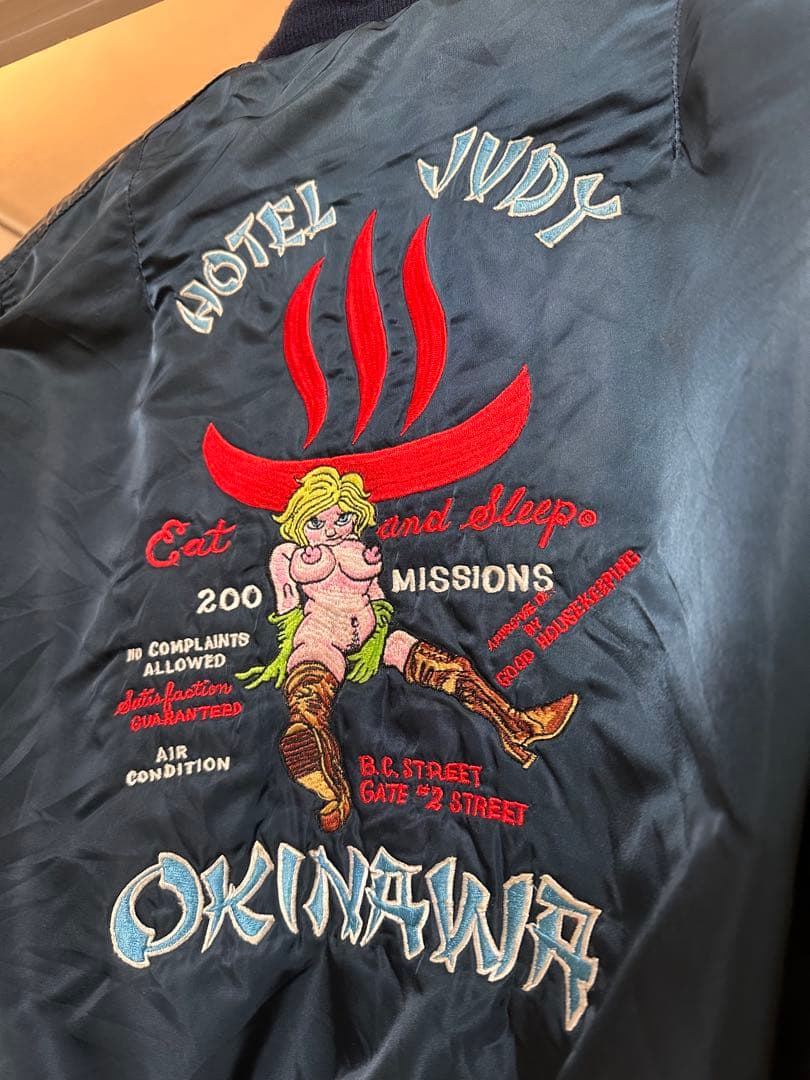 HOTEL JUDY
Eat and Sleep®
200 MISSIONS
NO COMPLAINTS
ALLOWED
Satisfaction
GUARANTEED
AIR
CONDITION
BY
GOOD HOUSEKEEPING
B.C. STREET
GATE #2 STREET
OKINAWA